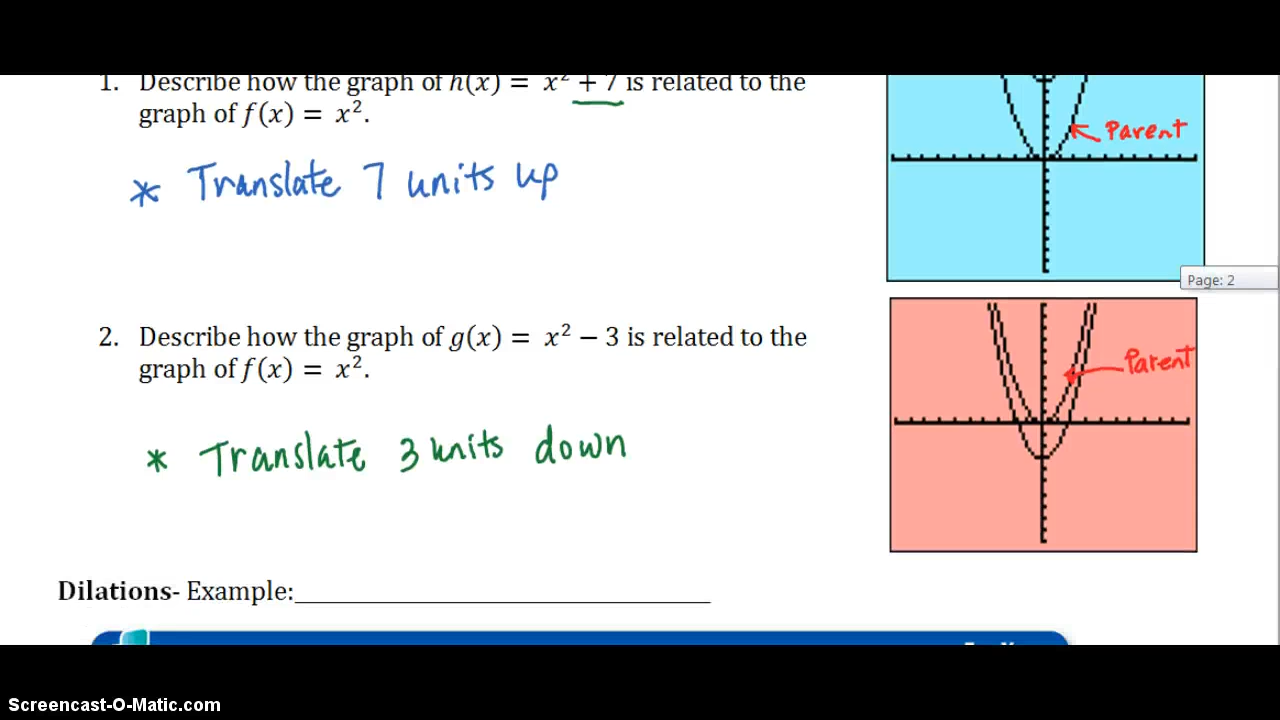 1. Describe how the graph of h(x) = x² + 7 is related to the
graph of f(x) = x².
Parent
* Translate 7 units up
Page: 2
2. Describe how the graph of g(x) = x² − 3 is related to the
graph of f(x) = x².
Parent
* Translate 3 units down
Dilations- Example:
Screencast-O-Matic.com